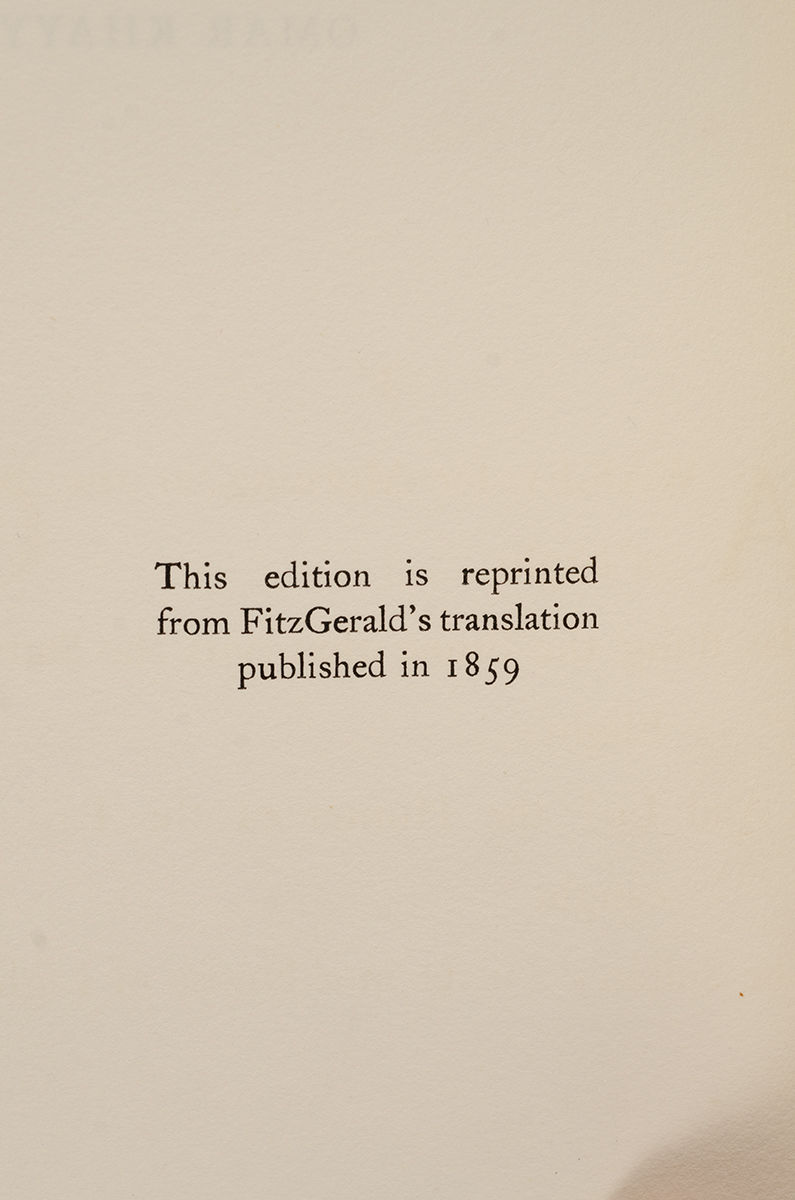 This edition is reprinted
from FitzGerald's translation
published in 1859